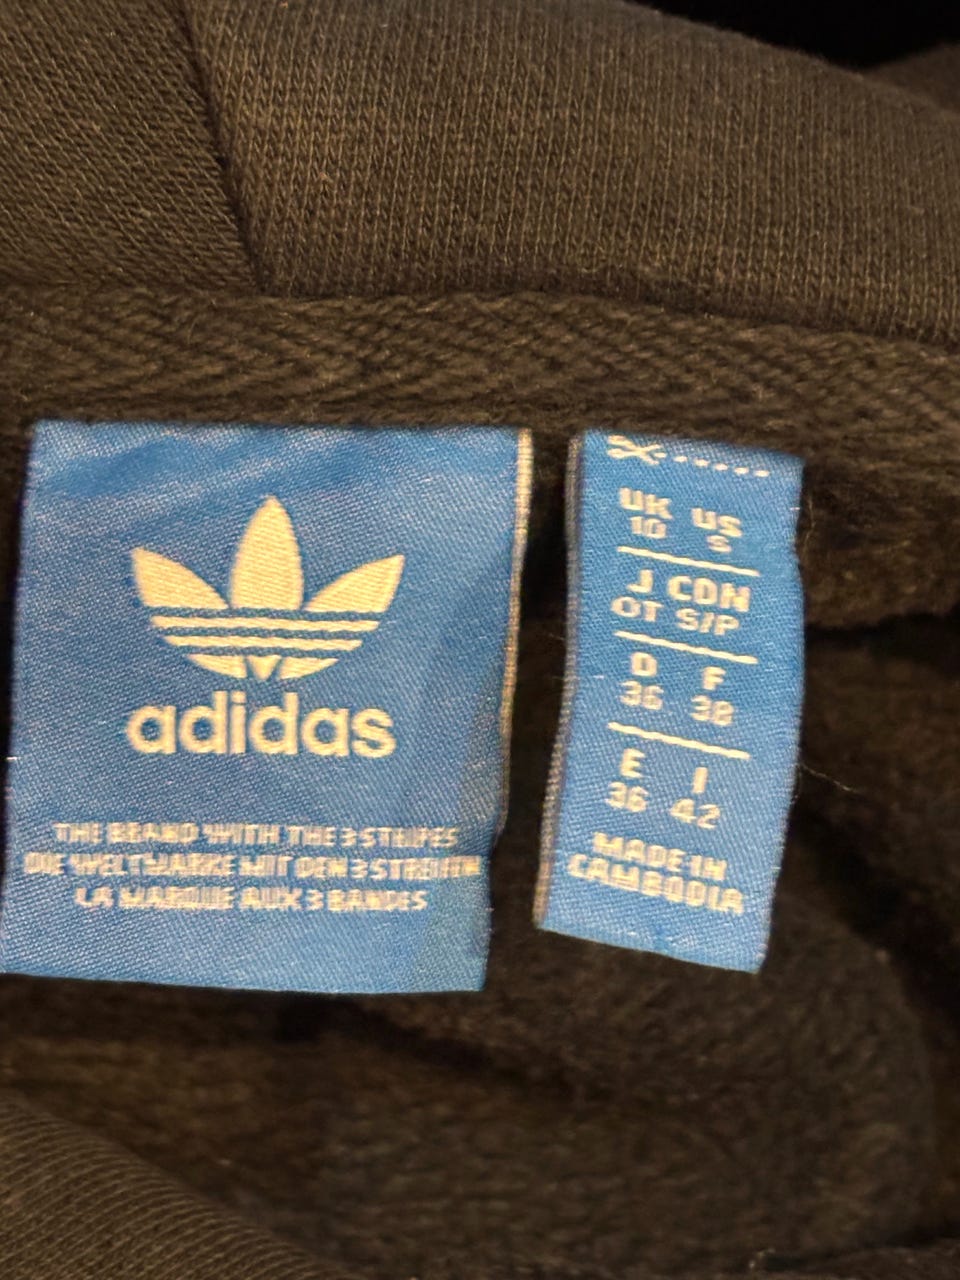 adidas
THE BRAND WITH THE 3 STRIPES
DIE WELTMARKE MIT DEN 3 STREIFEN
LA MARQUE AUX 3 BANDES
UK US
10 S
J CDN
OT S/P
D F
36 38
E I
36 42
MADE IN
CAMBODIA